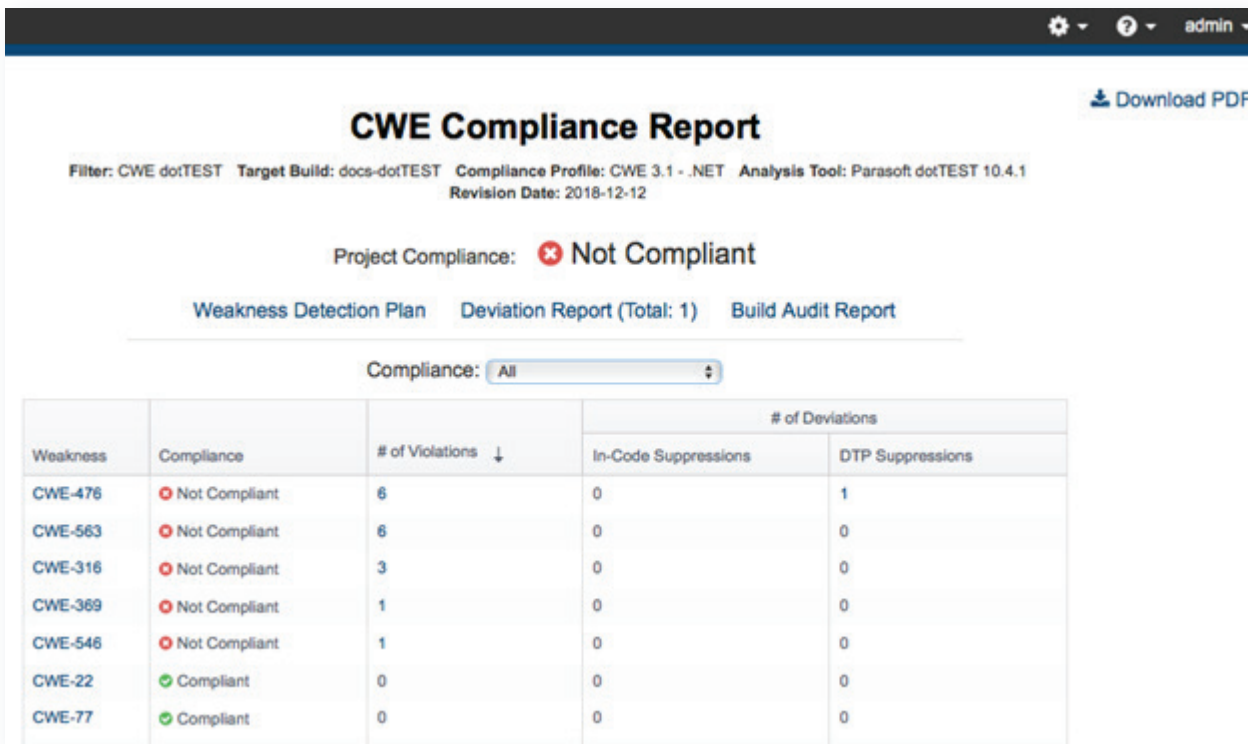 admin
Download PDF
CWE Compliance Report
Filter: CWE dotTEST Target Build: docs-dotTEST Compliance Profile: CWE 3.1 - .NET Analysis Tool: Parasoft dotTEST 10.4.1
Revision Date: 2018-12-12
Project Compliance: Not Compliant
Weakness Detection Plan Deviation Report (Total: 1) Build Audit Report
Compliance: All
# of Deviations
Weakness Compliance # of Violations ↓ In-Code Suppressions DTP Suppressions
CWE-476 Not Compliant 6 0 1
CWE-563 Not Compliant 6 0 0
CWE-316 Not Compliant 3 0 0
CWE-369 Not Compliant 1 0 0
CWE-546 Not Compliant 1 0 0
CWE-22 Compliant 0 0 0
CWE-77 Compliant 0 0 0